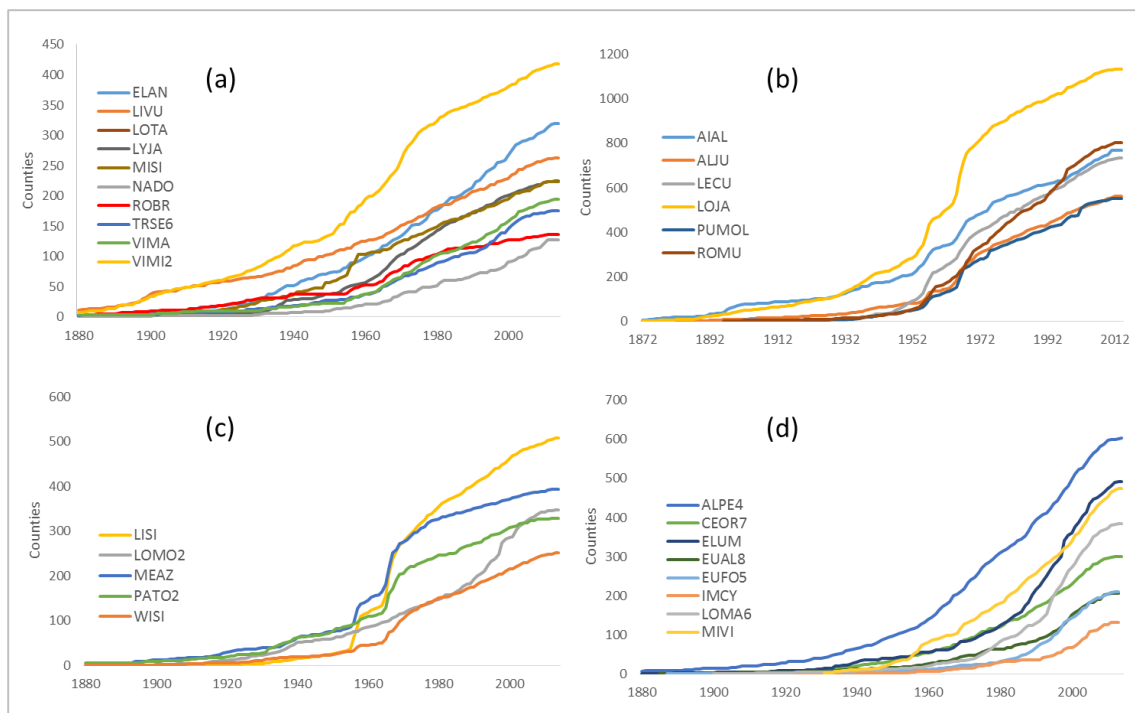 450
400
350
300
250
200
150
100
50
0
Counties
(a)
ELAN
LIVU
LOTA
LYJA
MISI
NADO
ROBR
TRSE6
VIMA
VIMI2
1880 1900 1920 1940 1960 1980 2000
1200
1000
800
600
400
200
0
Counties
(b)
AIAL
ALJU
LECU
LOJA
PUMOL
ROMU
1872 1892 1912 1932 1952 1972 1992 2012
600
500
400
300
200
100
0
Counties
(c)
LISI
LOMO2
MEAZ
PATO2
WISI
1880 1900 1920 1940 1960 1980 2000
700
600
500
400
300
200
100
0
Counties
(d)
ALPE4
CEOR7
ELUM
EUAL8
EUFO5
IMCY
LOMA6
MIVI
1880 1900 1920 1940 1960 1980 2000